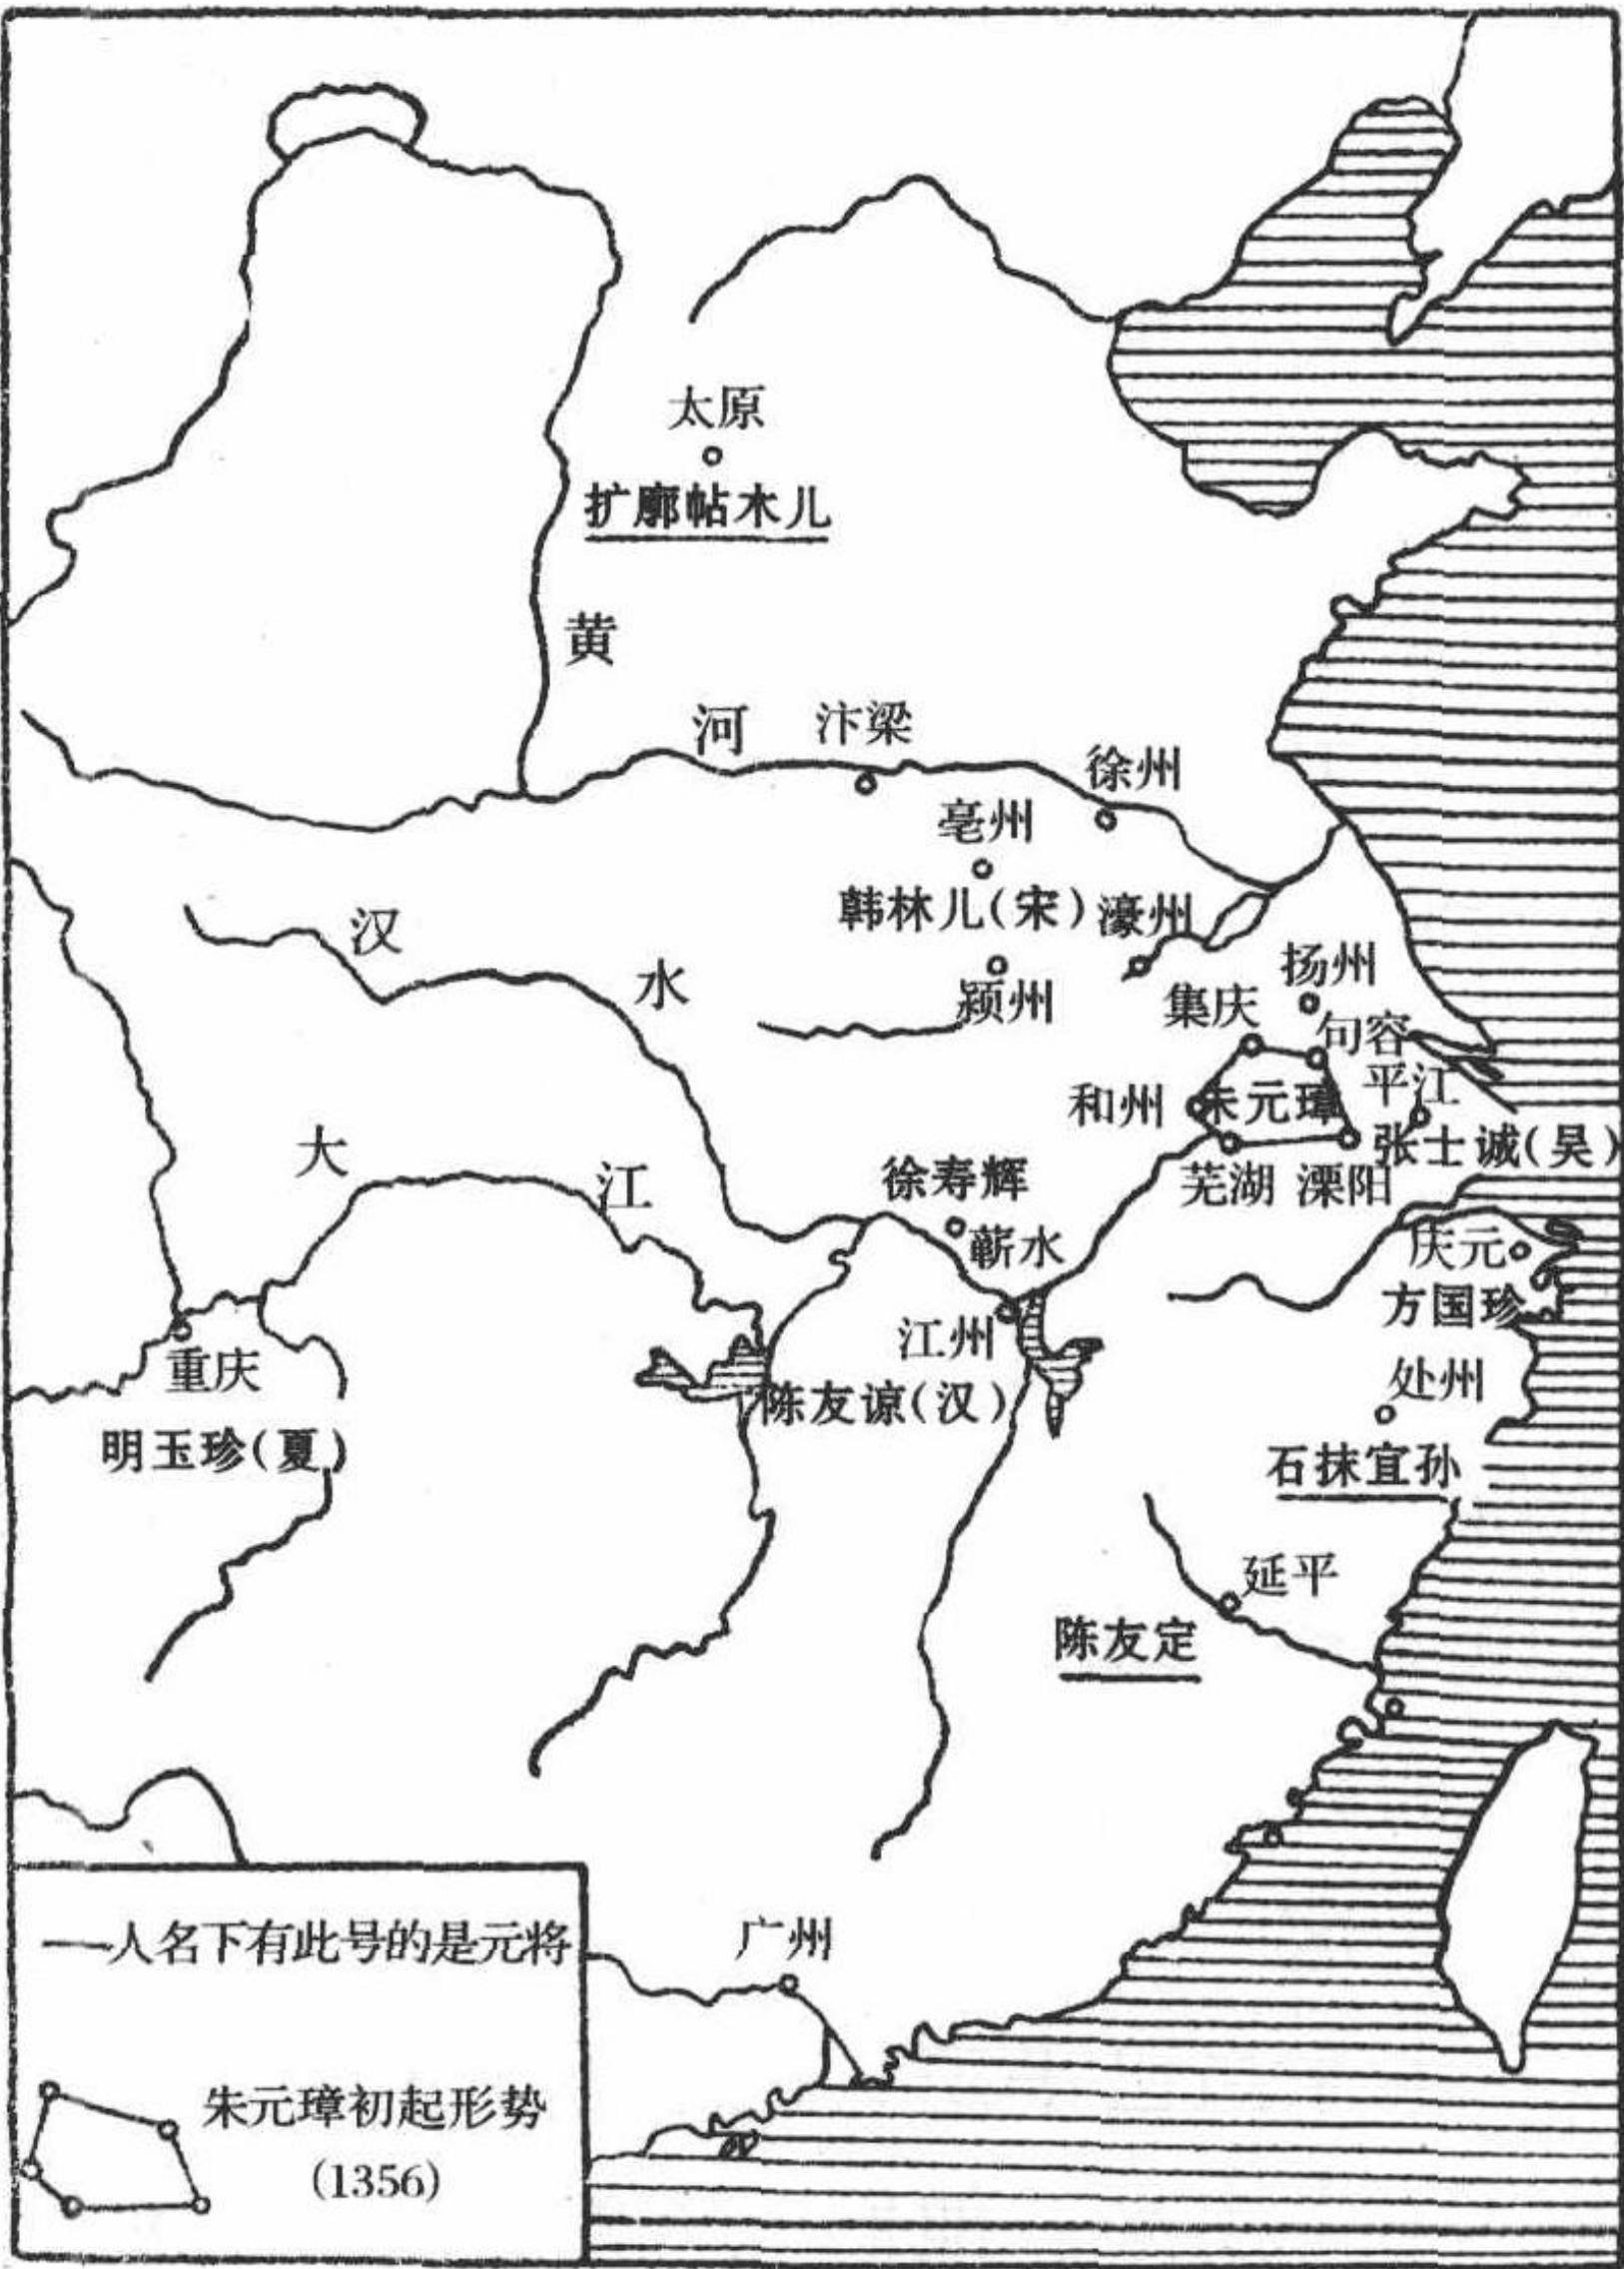 太原
扩廓帖木儿
黄
河
汴梁
徐州
亳州
韩林儿(宋)
濠州
汉
水
颍州
扬州
集庆
句容
平江
和州
朱元璋
张士诚(吴)
芜湖
溧阳
大
江
徐寿辉
蕲水
庆元
方国珍
江州
陈友谅(汉)
重庆
明玉珍(夏)
处州
石抹宜孙
延平
陈友定
广州
—人名下有此号的是元将
朱元璋初起形势
(1356)